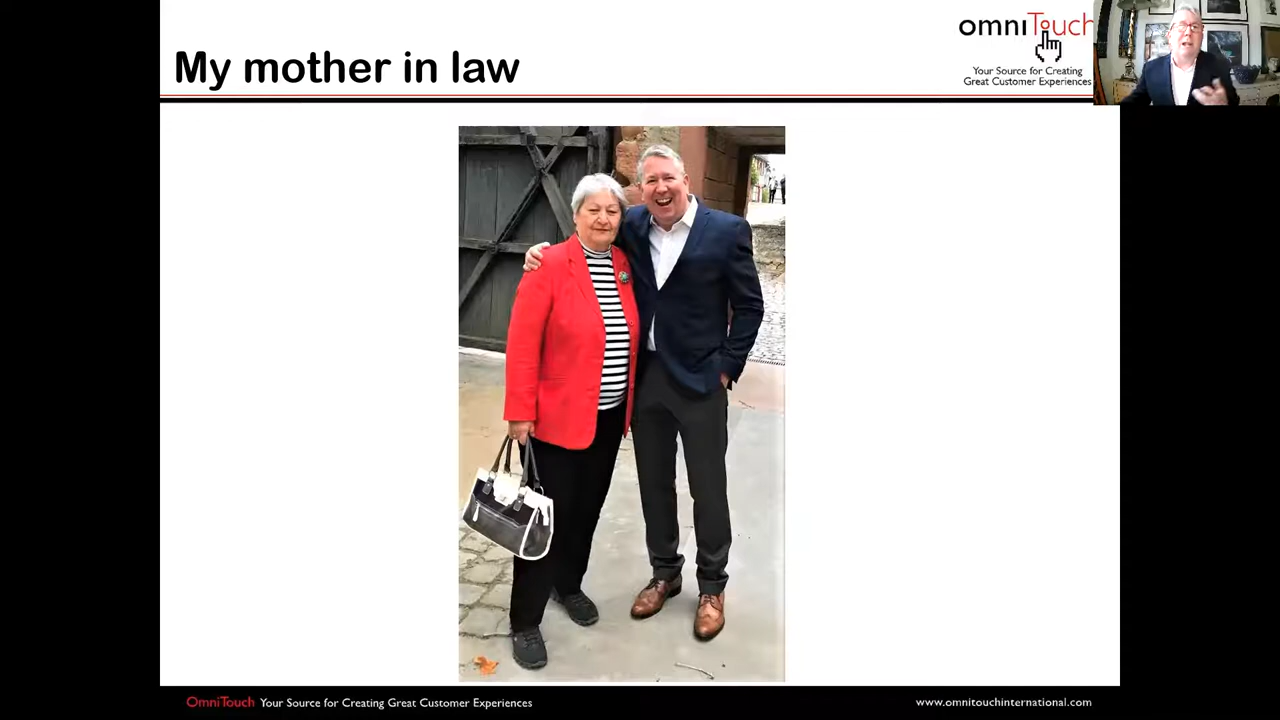 My mother in law
omniTouch
Your Source for Creating
Great Customer Experiences
OmniTouch Your Source for Creating Great Customer Experiences
www.omnitouchinternational.com